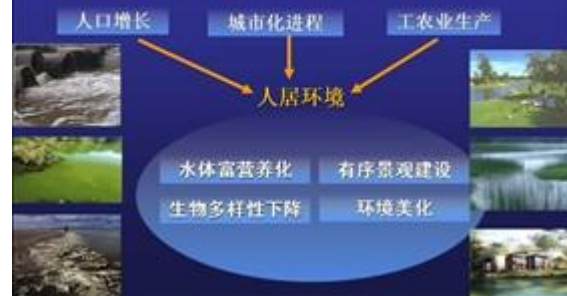 人口增长 城市化进程 工农业生产
人居环境
水体富营养化 有序景观建设
生物多样性下降 环境美化